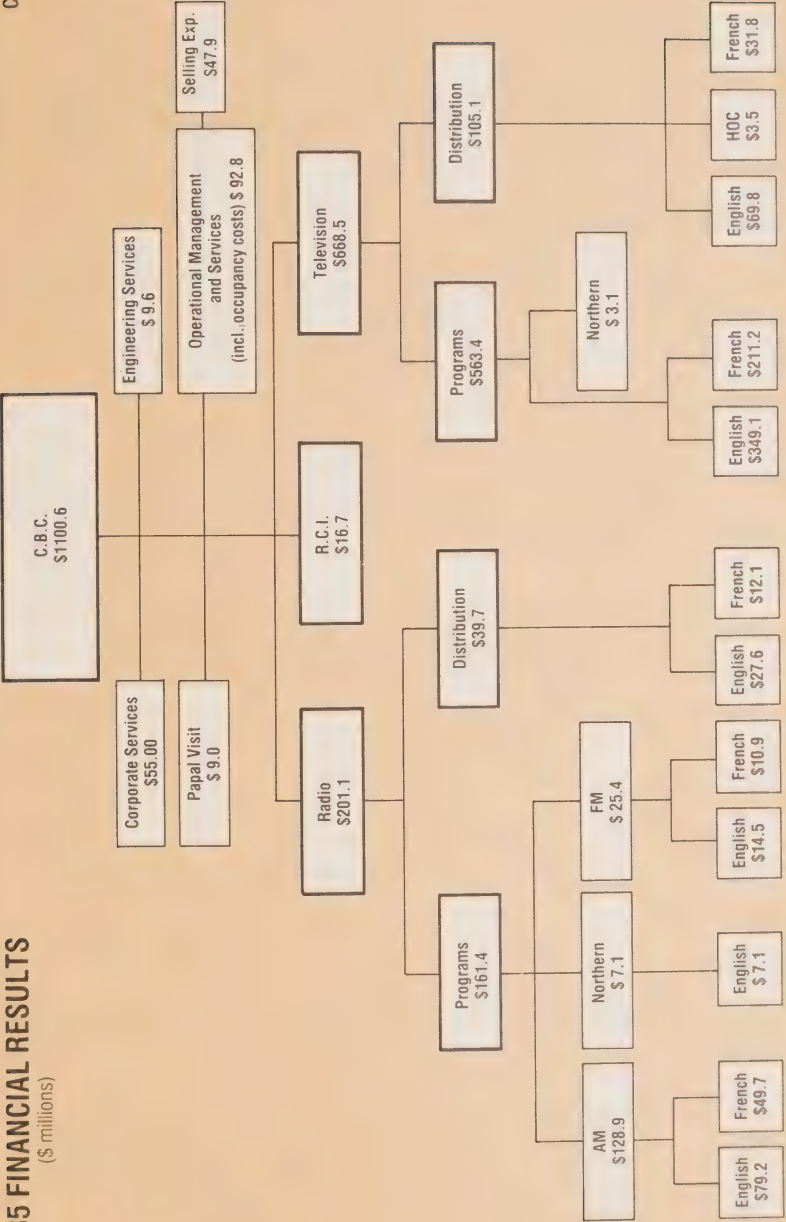 5 FINANCIAL RESULTS
($ millions)
C.B.C.
$1100.6
Corporate Services
$55.00
Engineering Services
$ 9.6
Papal Visit
$ 9.0
Operational Management
and Services
(incl. occupancy costs) $ 92.8
Selling Exp.
$47.9
Radio
$201.1
R.C.I.
$16.7
Television
$668.5
Programs
$161.4
Distribution
$39.7
Programs
$563.4
Distribution
$105.1
AM
$128.9
Northern
$ 7.1
FM
$ 25.4
Northern
$ 3.1
English
$79.2
French
$49.7
English
$ 7.1
English
$14.5
French
$10.9
English
$27.6
French
$12.1
English
$349.1
French
$211.2
English
$69.8
HOC
$3.5
French
$31.8